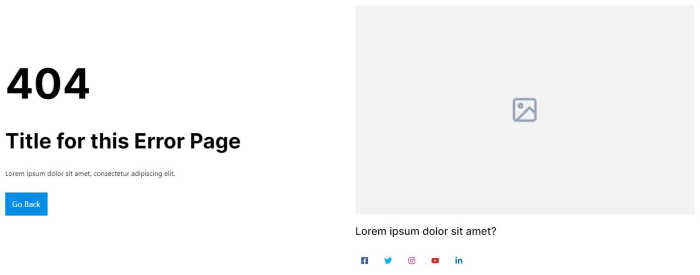 404
Title for this Error Page
Lorem ipsum dolor sit amet, consectetur adipiscing elit.
Go Back
Lorem ipsum dolor sit amet?